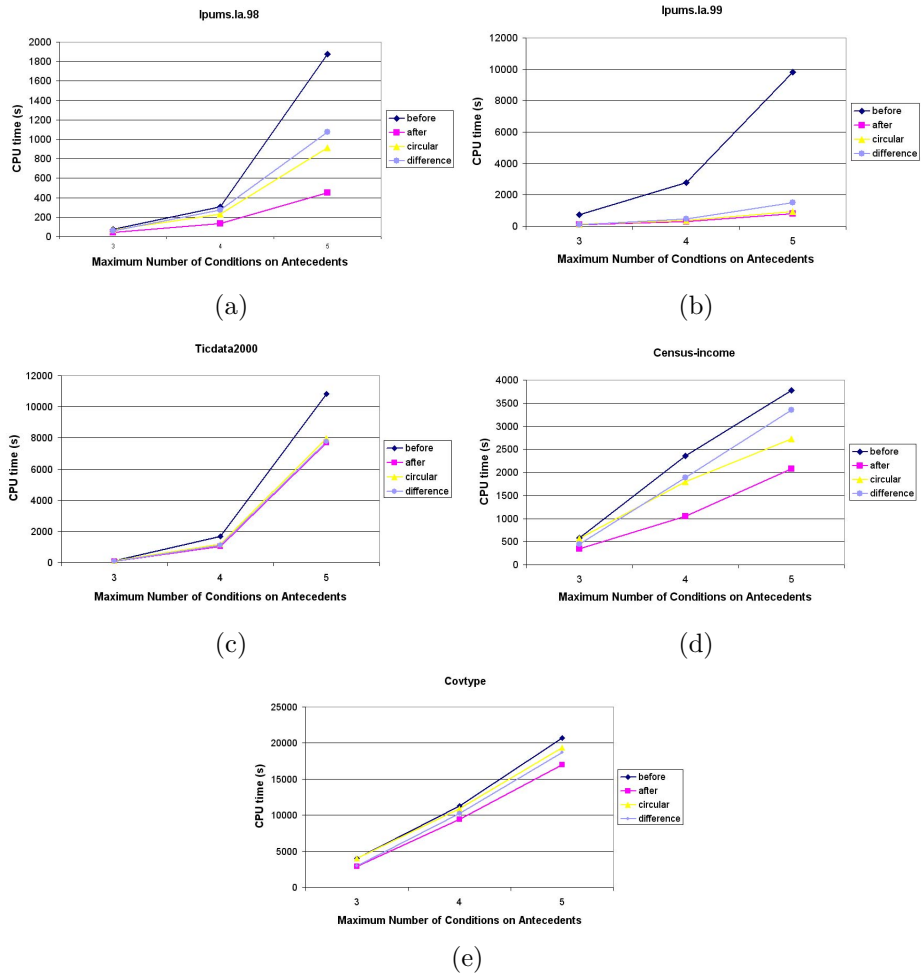 Ipums.la.98
CPU time (s)
2000
1800
1600
1400
1200
1000
800
600
400
200
0
3 4 5
Maximum Number of Conditions on Antecedents
before
after
circular
difference
(a)
Ipums.la.99
CPU time (s)
12000
10000
8000
6000
4000
2000
0
3 4 5
Maximum Number of Conditions on Antecedents
before
after
circular
difference
(b)
Ticdata2000
CPU time (s)
12000
10000
8000
6000
4000
2000
0
3 4 5
Maximum Number of Conditions on Antecedents
before
after
circular
difference
(c)
Census-income
CPU time (s)
4000
3500
3000
2500
2000
1500
1000
500
0
3 4 5
Maximum Number of Conditions on Antecedents
before
after
circular
difference
(d)
Covtype
CPU time (s)
25000
20000
15000
10000
5000
0
3 4 5
Maximum Number of Conditions on Antecedents
before
after
circular
difference
(e)